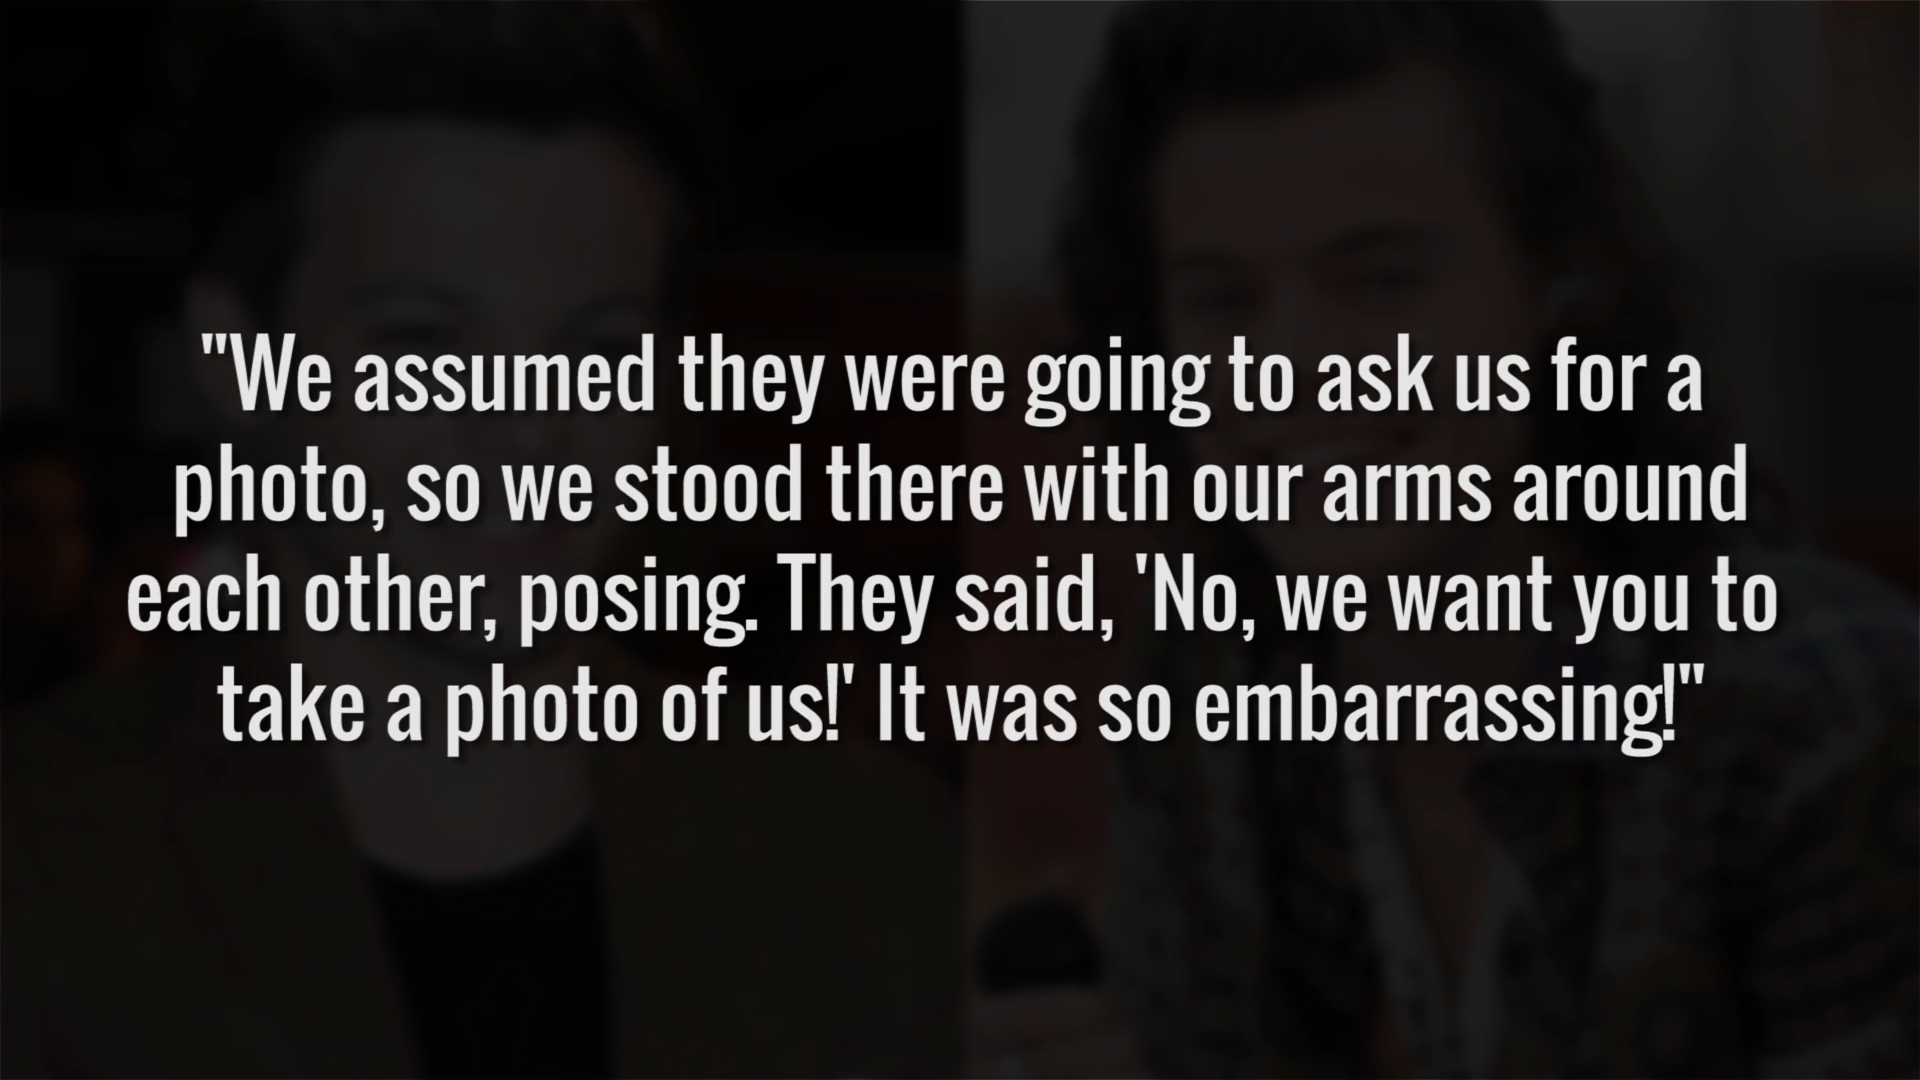 "We assumed they were going to ask us for a
photo, so we stood there with our arms around
each other, posing. They said, 'No, we want you to
take a photo of us!' It was so embarrassing!"